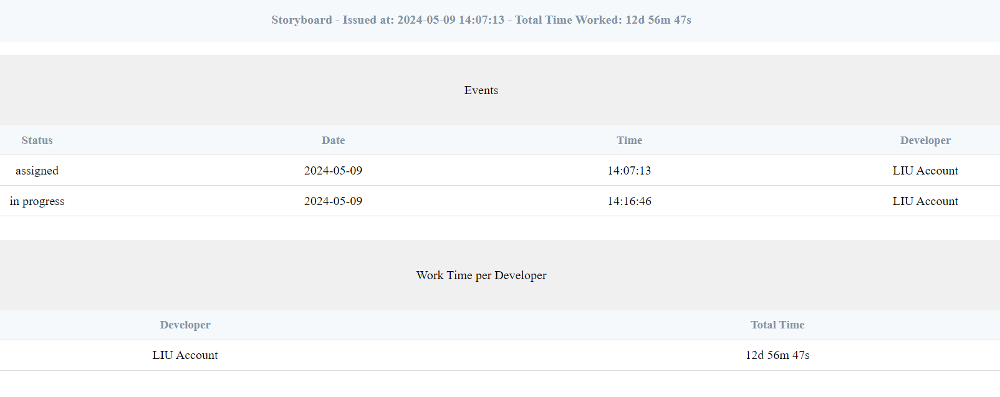 Storyboard - Issued at: 2024-05-09 14:07:13 - Total Time Worked: 12d 56m 47s
Events
Status Date Time Developer
assigned 2024-05-09 14:07:13 LIU Account
in progress 2024-05-09 14:16:46 LIU Account
Work Time per Developer
Developer Total Time
LIU Account 12d 56m 47s